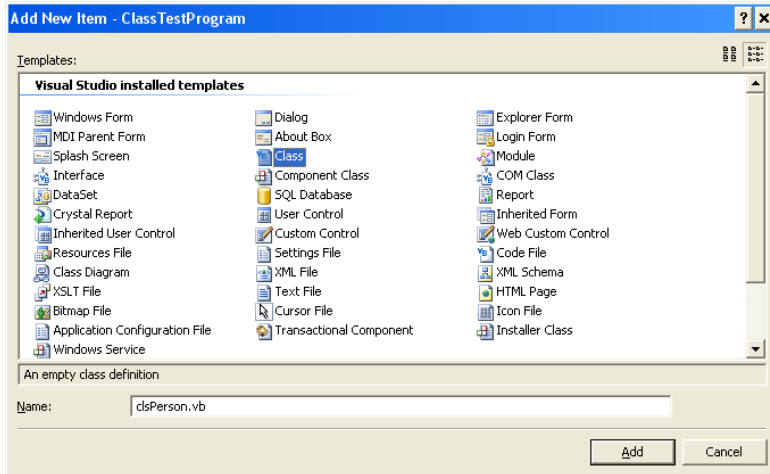 Add New Item - ClassTestProgram
Templates:
Visual Studio installed templates
Windows Form Dialog Explorer Form
MDI Parent Form About Box Login Form
Splash Screen Class Module
Interface Component Class COM Class
DataSet SQL Database Report
Crystal Report User Control Inherited Form
Inherited User Control Custom Control Web Custom Control
Resources File Settings File Code File
Class Diagram XML File XML Schema
XSLT File Text File HTML Page
Bitmap File Cursor File Icon File
Application Configuration File Transactional Component Installer Class
Windows Service
An empty class definition
Name: clsPerson.vb
Add Cancel